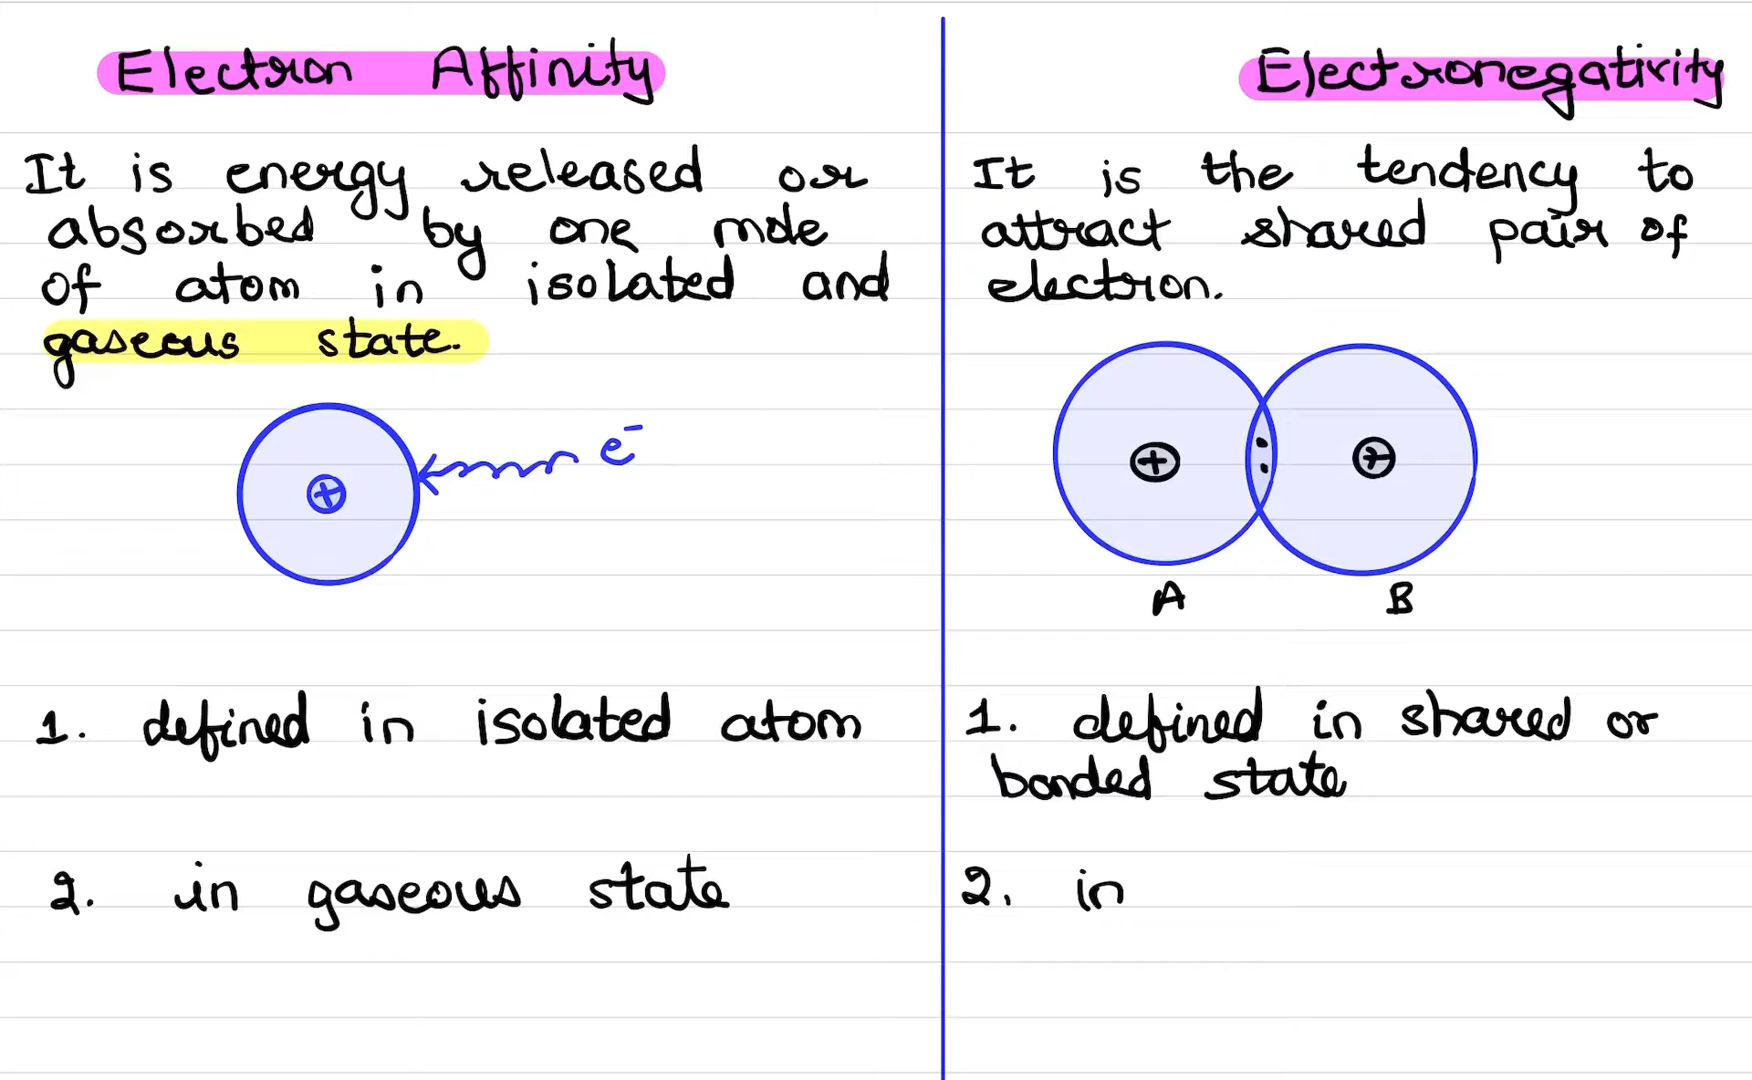 Electron Affinity
It is energy released or
absorbed by one mole
of atom in isolated and
gaseous state.
e⁻
+
1. defined in isolated atom
2. in gaseous state
Electronegativity
It is the tendency to
attract shared pair of
electron.
+ : +
A B
1. defined in shared or
bonded state
2. in